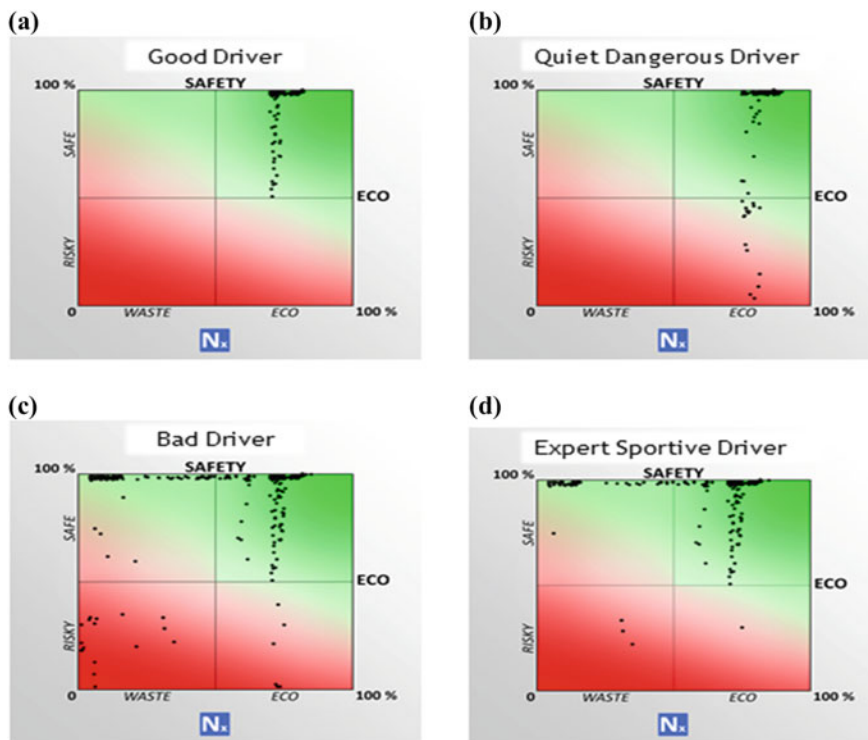 (a)
Good Driver
100 % SAFETY
SAFE
ECO
RISKY
0 WASTE ECO 100 %
Nx
(b)
Quiet Dangerous Driver
100 % SAFETY
SAFE
ECO
RISKY
0 WASTE ECO 100 %
Nx
(c)
Bad Driver
100 % SAFETY
SAFE
ECO
RISKY
0 WASTE ECO 100 %
Nx
(d)
Expert Sportive Driver
100 % SAFETY
SAFE
ECO
RISKY
0 WASTE ECO 100 %
Nx